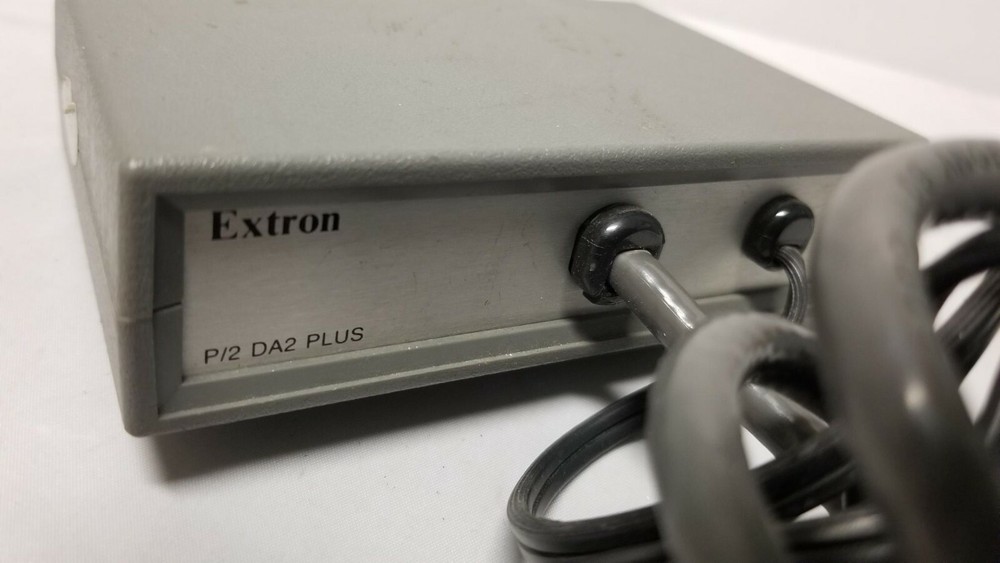 Extron
P/2 DA2 PLUS